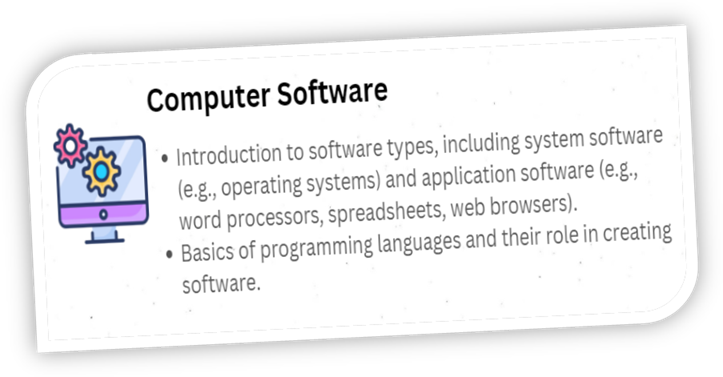 Computer Software
• Introduction to software types, including system software
(e.g., operating systems) and application software (e.g.,
word processors, spreadsheets, web browsers).
• Basics of programming languages and their role in creating
software.